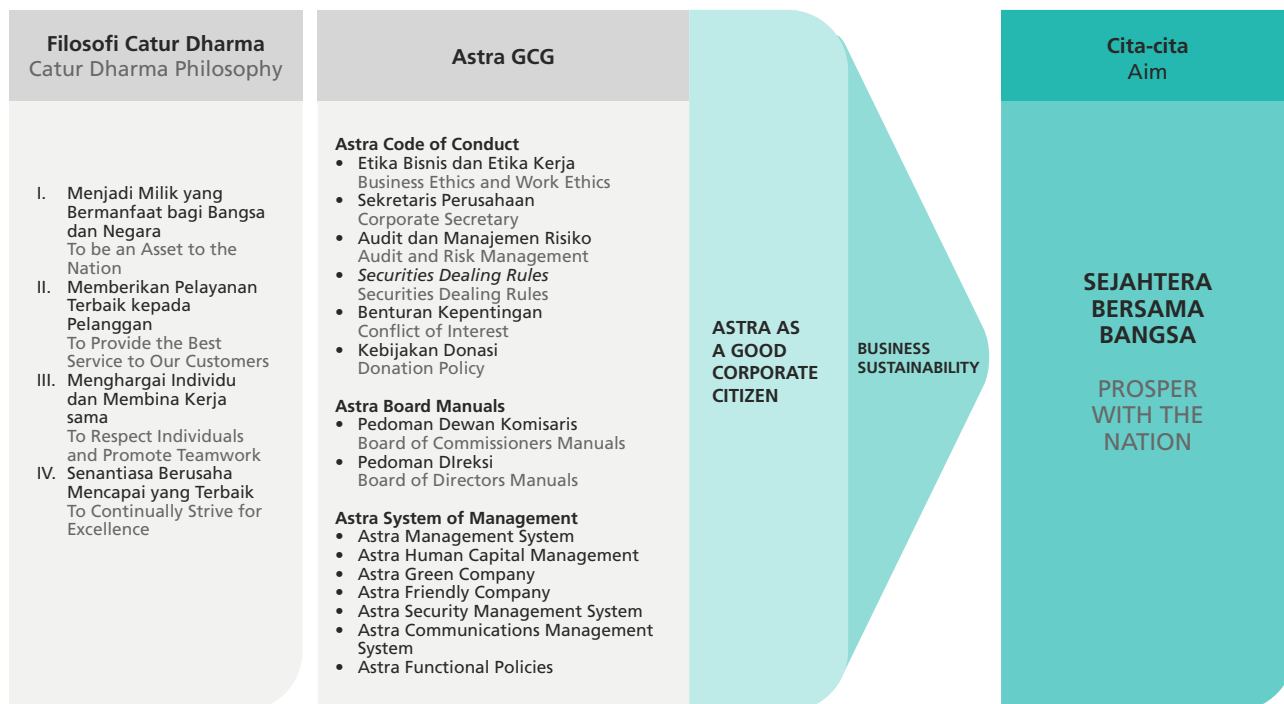 Filosofi Catur Dharma
Catur Dharma Philosophy
I. Menjadi Milik yang
Bermanfaat bagi Bangsa
dan Negara
To be an Asset to the
Nation
II. Memberikan Pelayanan
Terbaik kepada
Pelanggan
To Provide the Best
Service to Our Customers
III. Menghargai Individu
dan Membina Kerja
sama
To Respect Individuals
and Promote Teamwork
IV. Senantiasa Berusaha
Mencapai yang Terbaik
To Continually Strive for
Excellence
Astra GCG
Astra Code of Conduct
• Etika Bisnis dan Etika Kerja
Business Ethics and Work Ethics
• Sekretaris Perusahaan
Corporate Secretary
• Audit dan Manajemen Risiko
Audit and Risk Management
• Securities Dealing Rules
Securities Dealing Rules
• Benturan Kepentingan
Conflict of Interest
• Kebijakan Donasi
Donation Policy
Astra Board Manuals
• Pedoman Dewan Komisaris
Board of Commissioners Manuals
• Pedoman DIreksi
Board of Directors Manuals
Astra System of Management
• Astra Management System
• Astra Human Capital Management
• Astra Green Company
• Astra Friendly Company
• Astra Security Management System
• Astra Communications Management
System
• Astra Functional Policies
ASTRA AS
A GOOD
CORPORATE
CITIZEN
BUSINESS
SUSTAINABILITY
Cita-cita
Aim
SEJAHTERA
BERSAMA
BANGSA
PROSPER
WITH THE
NATION